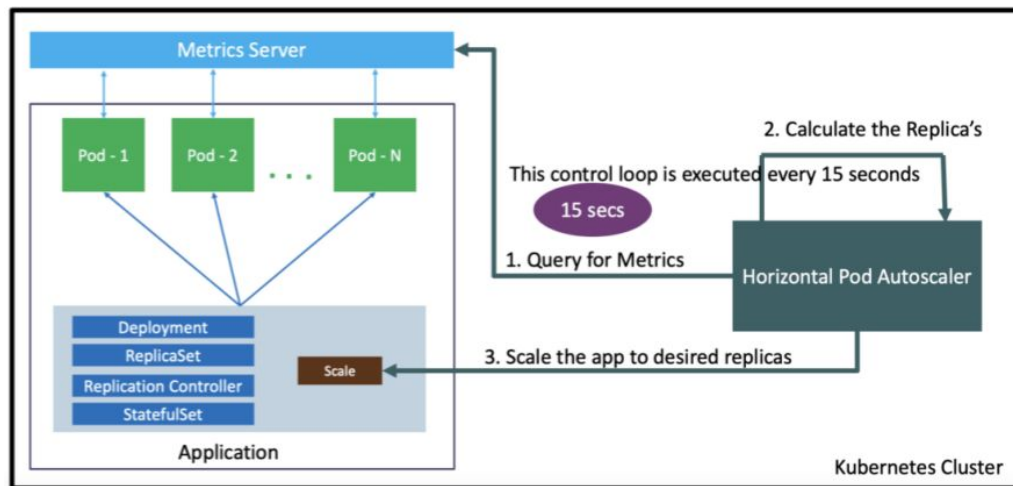 Metrics Server
Pod - 1
Pod - 2
. . .
Pod - N
2. Calculate the Replica's
This control loop is executed every 15 seconds
15 secs
1. Query for Metrics
Horizontal Pod Autoscaler
Deployment
ReplicaSet
Replication Controller
StatefulSet
Scale
3. Scale the app to desired replicas
Application
Kubernetes Cluster